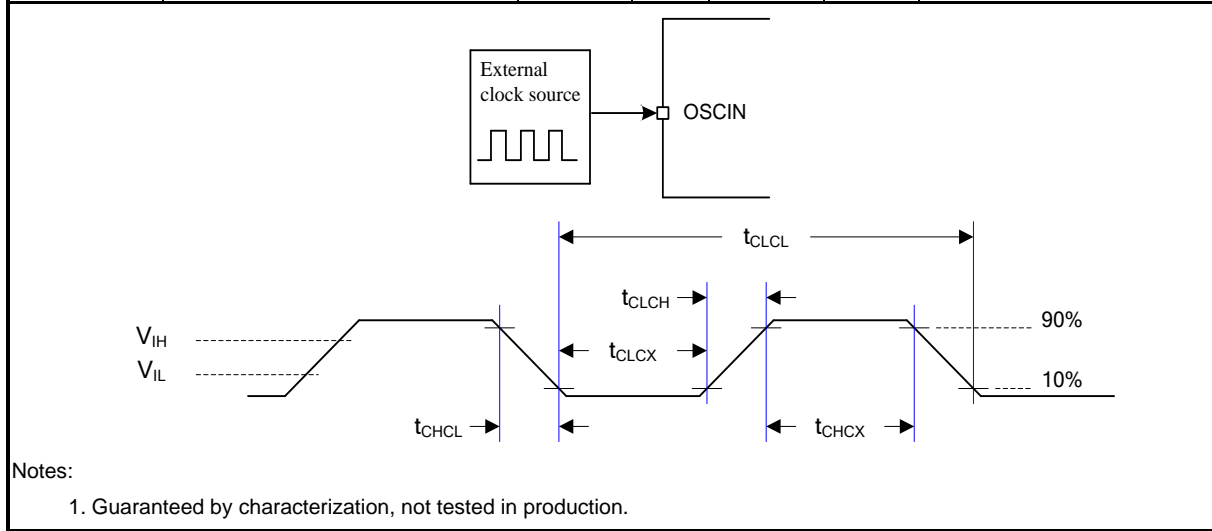 External
clock source
OSCIN
tCLCL
tCLCH
90%
VIH
tCLCX
VIL
10%
tCHCL
tCHCX
Notes:
1. Guaranteed by characterization, not tested in production.